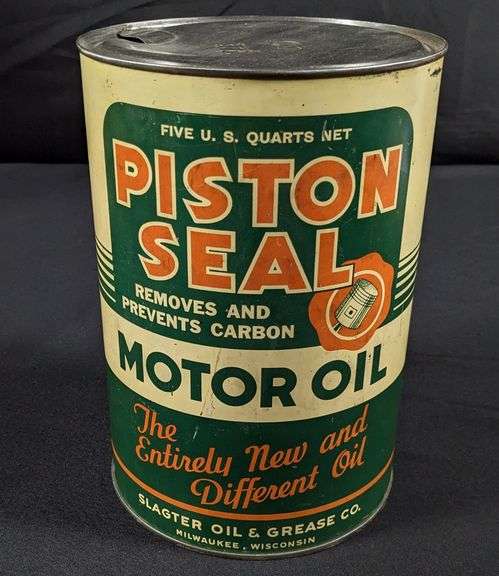 FIVE U. S. QUARTS NET
PISTON
SEAL
REMOVES AND
PREVENTS CARBON
MOTOR OIL
The
Entirely New and
Different Oil
SLAGTER OIL & GREASE CO.
MILWAUKEE, WISCONSIN